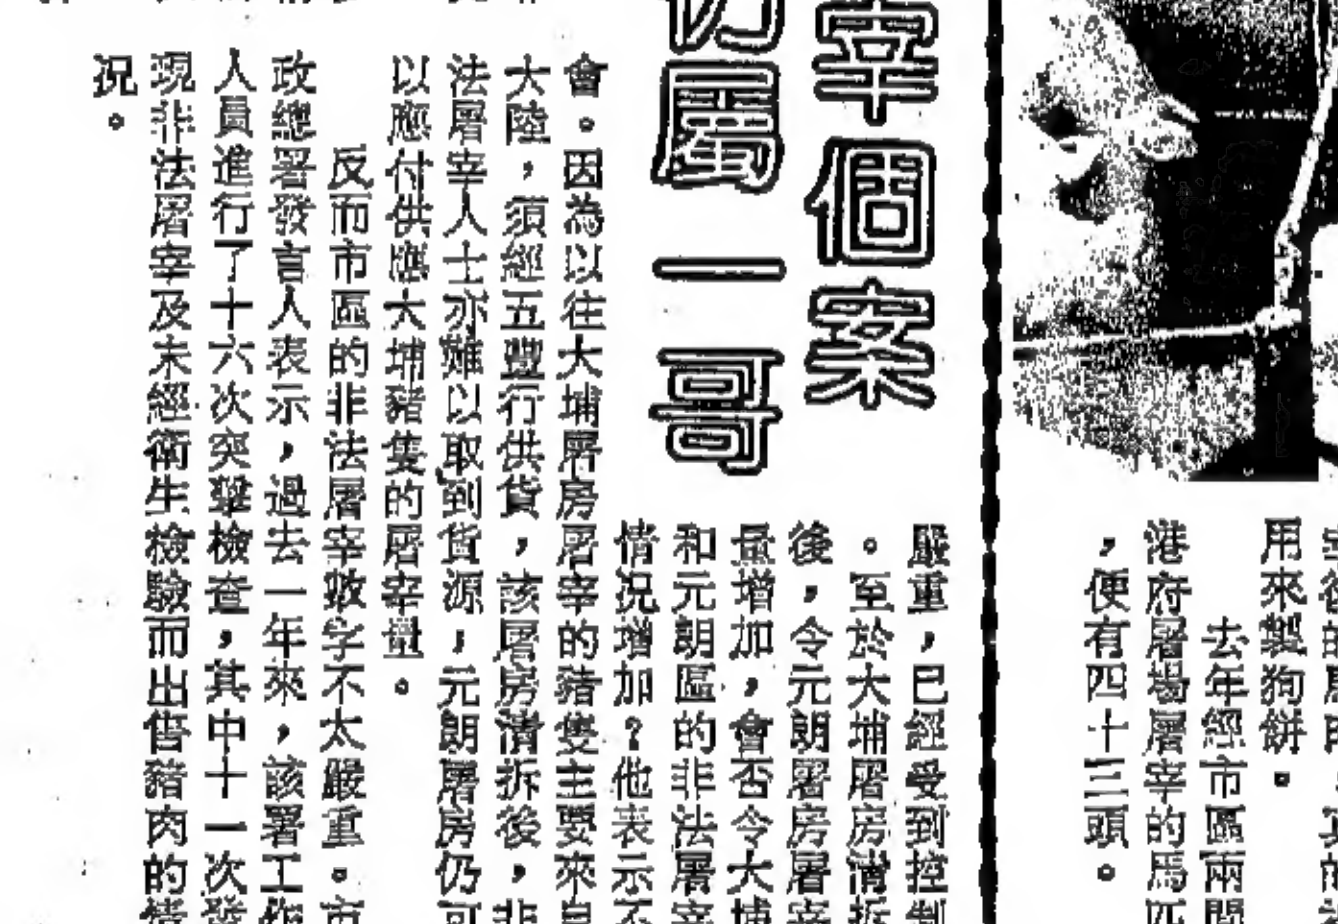 用來製狗餅。
去年經市區兩間
港府屠場屠宰的馬匹
,便有四十三頭。
宰個案
仍屬一哥
嚴重,已經受到控制
。至於大埔屠房清拆
後,令元朗屠房屠宰
量增加,會否令大埔
和元朗區的非法屠宰
情況增加?他表示不
會。因為以往大埔屠房屠宰的豬隻主要來自
大陸,須經五豐行供貨,該屠房清拆後,非
法屠宰人士亦難以取到貨源;元朗屠房仍可
以應付供應大埔豬隻的屠宰量。
反而市區的非法屠宰數字不太嚴重。市
政總署發言人表示,過去一年來,該署工作
人員進行了十六次突擊檢查,其中十一次發
現非法屠宰及未經衛生檢驗而出售豬肉的情
況。